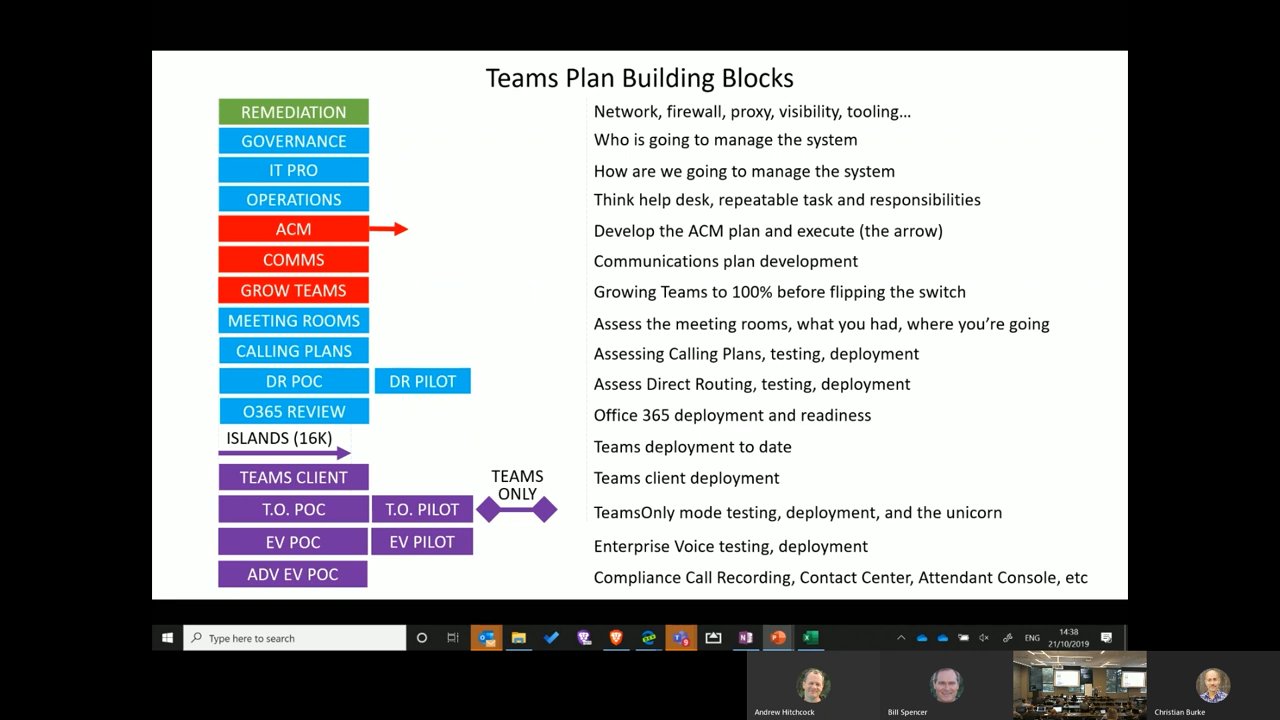 Teams Plan Building Blocks
REMEDIATION Network, firewall, proxy, visibility, tooling...
GOVERNANCE Who is going to manage the system
IT PRO How are we going to manage the system
OPERATIONS Think help desk, repeatable task and responsibilities
ACM Develop the ACM plan and execute (the arrow)
COMMS Communications plan development
GROW TEAMS Growing Teams to 100% before flipping the switch
MEETING ROOMS Assess the meeting rooms, what you had, where you're going
CALLING PLANS Assessing Calling Plans, testing, deployment
DR POC DR PILOT Assess Direct Routing, testing, deployment
O365 REVIEW Office 365 deployment and readiness
ISLANDS (16K) Teams deployment to date
TEAMS CLIENT Teams client deployment
TEAMS
ONLY
T.O. POC T.O. PILOT TeamsOnly mode testing, deployment, and the unicorn
EV POC EV PILOT Enterprise Voice testing, deployment
ADV EV POC Compliance Call Recording, Contact Center, Attendant Console, etc
Type here to search
ENG
14:38
21/10/2019
Andrew Hitchcock
Bill Spencer
Christian Burke